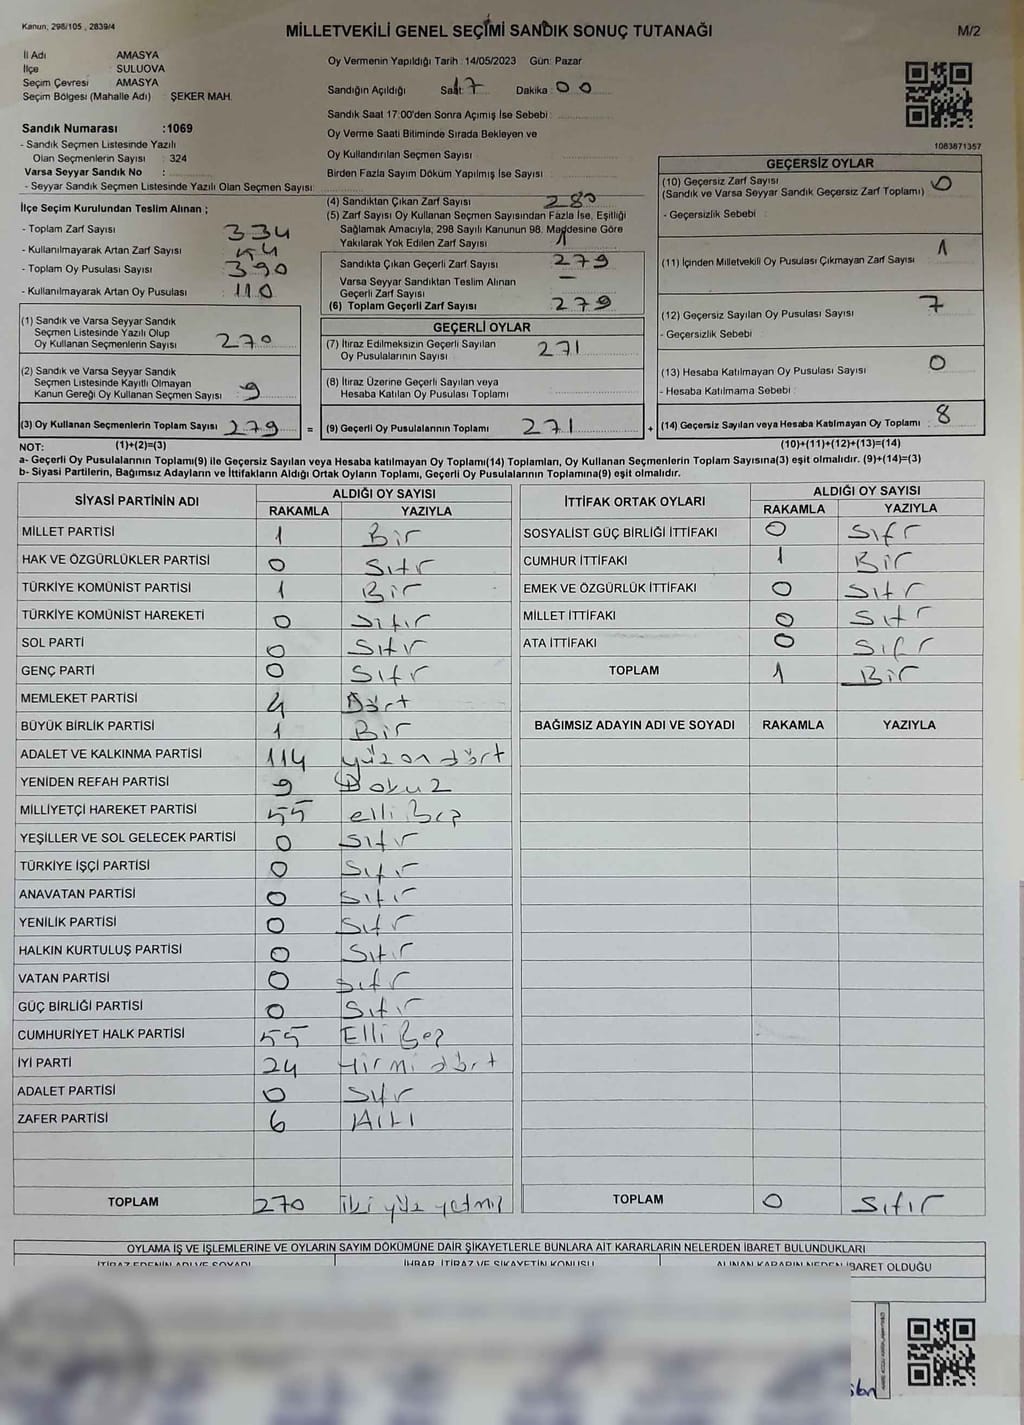 Kanun: 298/105 , 2839/4
MİLLETVEKİLİ GENEL SEÇİMİ SANDIK SONUÇ TUTANAĞI
M/2
İl Adı AMASYA
İlçe SULUOVA
Seçim Çevresi AMASYA
Seçim Bölgesi (Mahalle Adı) ŞEKER MAH.
Sandık Numarası :1069
- Sandık Seçmen Listesinde Yazılı
Olan Seçmenlerin Sayısı : 324
Varsa Seyyar Sandık No :
- Seyyar Sandık Seçmen Listesinde Yazılı Olan Seçmen Sayısı:
Oy Vermenin Yapıldığı Tarih : 14/05/2023 Gün: Pazar
Sandığın Açıldığı Saat 17 Dakika : 00
Sandık Saat 17:00'den Sonra Açılmış İse Sebebi :
Oy Verme Saati Bitiminde Sırada Bekleyen ve
Oy Kullandırılan Seçmen Sayısı
Birden Fazla Sayım Döküm Yapılmış İse Sayısı :
1083871357
İlçe Seçim Kurulundan Teslim Alınan ;
- Toplam Zarf Sayısı : 334
- Kullanılmayarak Artan Zarf Sayısı : 54
- Toplam Oy Pusulası Sayısı : 390
- Kullanılmayarak Artan Oy Pusulası : 110
(1) Sandık ve Varsa Seyyar Sandık
Seçmen Listesinde Yazılı Olup
Oy Kullanan Seçmenlerin Sayısı 270
(2) Sandık ve Varsa Seyyar Sandık
Seçmen Listesinde Kayıtlı Olmayan
Kanun Gereği Oy Kullanan Seçmen Sayısı 9
(3) Oy Kullanan Seçmenlerin Toplam Sayısı 279 =
(4) Sandıktan Çıkan Zarf Sayısı 280
(5) Zarf Sayısı Oy Kullanan Seçmen Sayısından Fazla İse, Eşitliği
Sağlamak Amacıyla, 298 Sayılı Kanunun 98. Maddesine Göre
Yakılarak Yok Edilen Zarf Sayısı 1
Sandıkta Çıkan Geçerli Zarf Sayısı 279
Varsa Seyyar Sandıktan Teslim Alınan
Geçerli Zarf Sayısı —
(6) Toplam Geçerli Zarf Sayısı 279
GEÇERLİ OYLAR
(7) İtiraz Edilmeksizin Geçerli Sayılan
Oy Pusulalarının Sayısı 271
(8) İtiraz Üzerine Geçerli Sayılan veya
Hesaba Katılan Oy Pusulası Toplamı
(9) Geçerli Oy Pusulalarının Toplamı 271 +
GEÇERSİZ OYLAR
(10) Geçersiz Zarf Sayısı 0
(Sandık ve Varsa Seyyar Sandık Geçersiz Zarf Toplamı)
- Geçersizlik Sebebi :
(11) İçinden Milletvekili Oy Pusulası Çıkmayan Zarf Sayısı 1
(12) Geçersiz Sayılan Oy Pusulası Sayısı 7
- Geçersizlik Sebebi
(13) Hesaba Katılmayan Oy Pusulası Sayısı 0
- Hesaba Katılmama Sebebi :
(14) Geçersiz Sayılan veya Hesaba Katılmayan Oy Toplamı 8
NOT: (1)+(2)=(3)
(10)+(11)+(12)+(13)=(14)
a- Geçerli Oy Pusulalarının Toplamı(9) ile Geçersiz Sayılan veya Hesaba katılmayan Oy Toplamı(14) Toplamları, Oy Kullanan Seçmenlerin Toplam Sayısına(3) eşit olmalıdır. (9)+(14)=(3)
b- Siyasi Partilerin, Bağımsız Adayların ve İttifakların Aldığı Ortak Oyların Toplamı, Geçerli Oy Pusulalarının Toplamına(9) eşit olmalıdır.
SİYASİ PARTİNİN ADI
ALDIĞI OY SAYISI
RAKAMLA YAZIYLA
MİLLET PARTİSİ 1 Bir
HAK VE ÖZGÜRLÜKLER PARTİSİ 0 Sıfır
TÜRKİYE KOMÜNİST PARTİSİ 1 Bir
TÜRKİYE KOMÜNİST HAREKETİ 0 Sıfır
SOL PARTİ 0 Sıfır
GENÇ PARTİ 0 Sıfır
MEMLEKET PARTİSİ 4 Dört
BÜYÜK BİRLİK PARTİSİ 1 Bir
ADALET VE KALKINMA PARTİSİ 114 yüz on dört
YENİDEN REFAH PARTİSİ 9 Dokuz
MİLLİYETÇİ HAREKET PARTİSİ 55 elli Beş
YEŞİLLER VE SOL GELECEK PARTİSİ 0 Sıfır
TÜRKİYE İŞÇİ PARTİSİ 0 Sıfır
ANAVATAN PARTİSİ 0 Sıfır
YENİLİK PARTİSİ 0 Sıfır
HALKIN KURTULUŞ PARTİSİ 0 Sıfır
VATAN PARTİSİ 0 Sıfır
GÜÇ BİRLİĞİ PARTİSİ 0 Sıfır
CUMHURİYET HALK PARTİSİ 55 Elli Beş
İYİ PARTİ 24 Yirmi dört
ADALET PARTİSİ 0 Sıfır
ZAFER PARTİSİ 6 Altı
TOPLAM 270 iki yüz yetmiş
İTTİFAK ORTAK OYLARI
ALDIĞI OY SAYISI
RAKAMLA YAZIYLA
SOSYALİST GÜÇ BİRLİĞİ İTTİFAKI 0 Sıfır
CUMHUR İTTİFAKI 1 Bir
EMEK VE ÖZGÜRLÜK İTTİFAKI 0 Sıfır
MİLLET İTTİFAKI 0 Sıfır
ATA İTTİFAKI 0 Sıfır
TOPLAM 1 Bir
BAĞIMSIZ ADAYIN ADI VE SOYADI RAKAMLA YAZIYLA
TOPLAM 0 Sıfır
OYLAMA İŞ VE İŞLEMLERİNE VE OYLARIN SAYIM DÖKÜMÜNE DAİR ŞİKAYETLERLE BUNLARA AİT KARARLARIN NELERDEN İBARET BULUNDUKLARI
İTİRAZ EDENİN ADI VE SOYADI İHBAR, İTİRAZ VE ŞİKAYETİN KONUSU ALINAN KARARIN NEDEN İBARET OLDUĞU